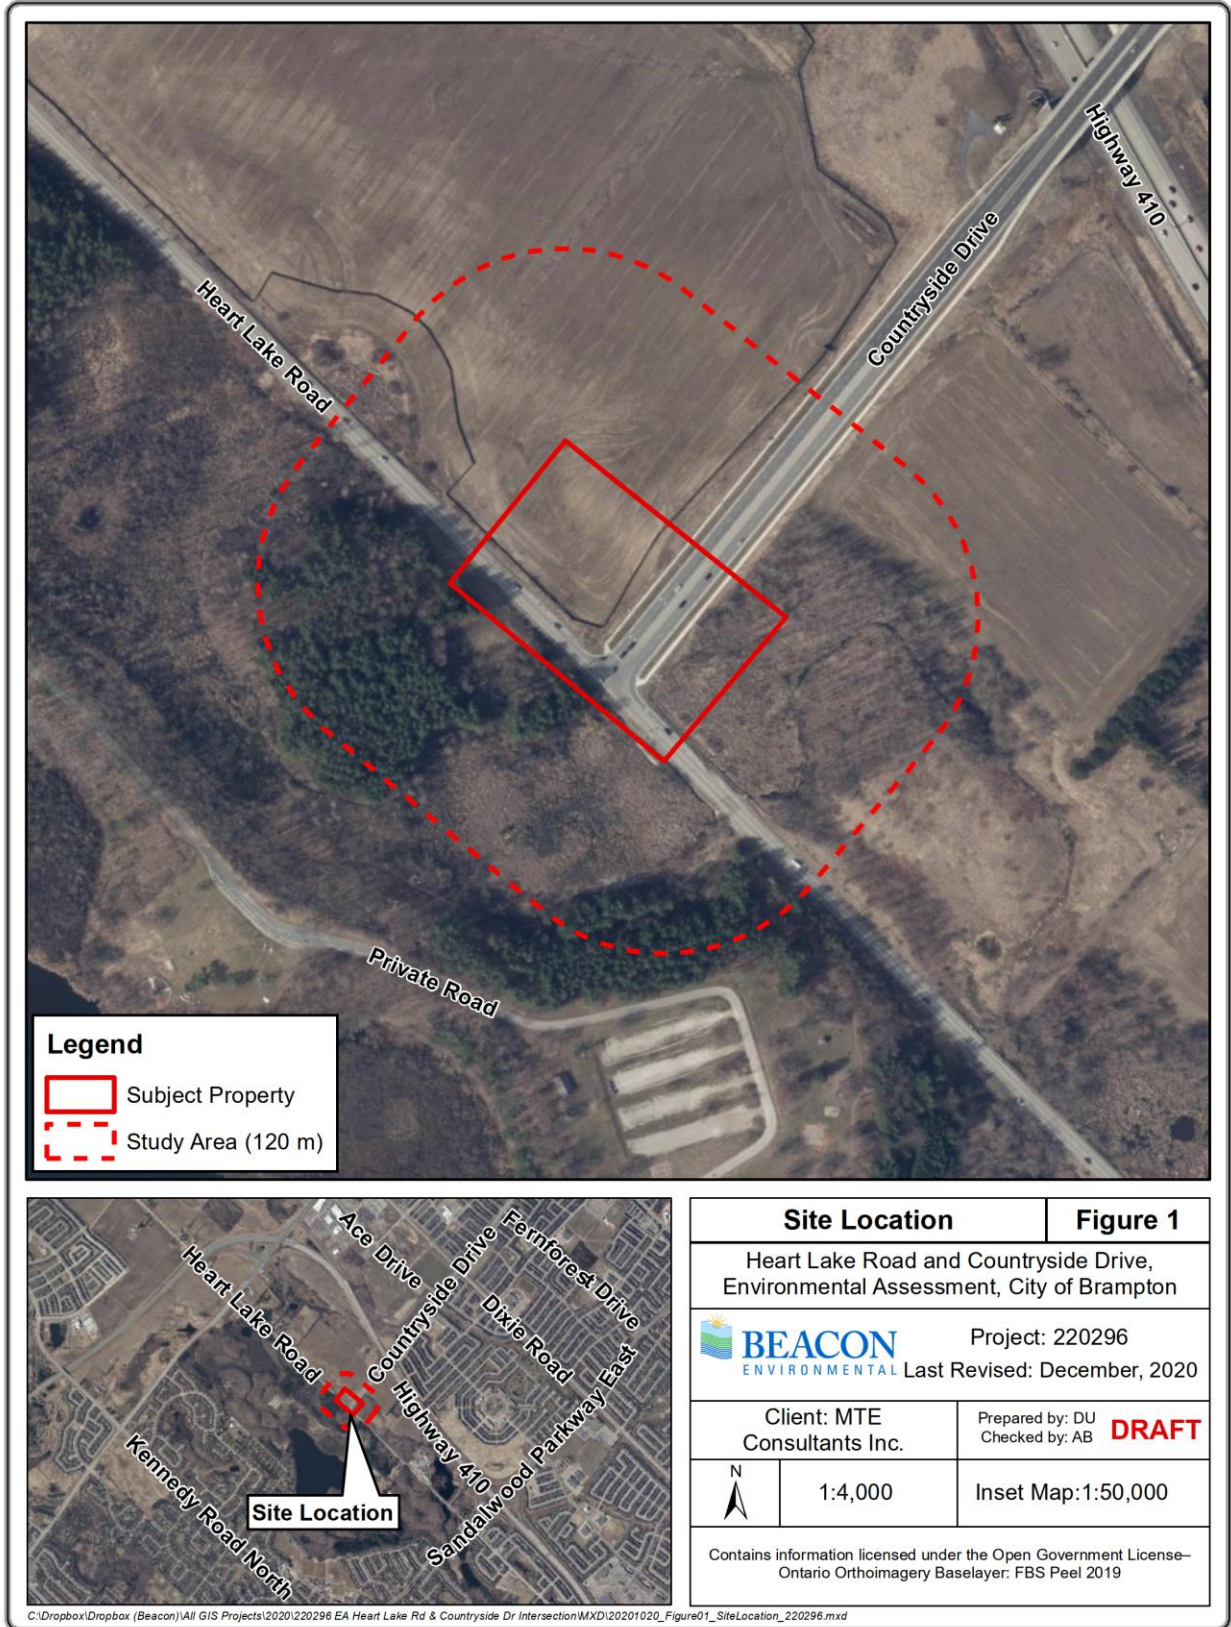 Highway 410
Countryside Drive
Heart Lake Road
Private Road
Legend
Subject Property
Study Area (120 m)
Ace Drive
Fernforest Drive
Countryside Drive
Heart Lake Road
Dixie Road
Highway 410
Sandalwood Parkway East
Kennedy Road North
Site Location
Site Location
Figure 1
Heart Lake Road and Countryside Drive,
Environmental Assessment, City of Brampton
BEACON
ENVIRONMENTAL
Project: 220296
Last Revised: December, 2020
Client: MTE
Consultants Inc.
Prepared by: DU
Checked by: AB
DRAFT
N
1:4,000
Inset Map:1:50,000
Contains information licensed under the Open Government License–
Ontario Orthoimagery Baselayer: FBS Peel 2019
C:\Dropbox\Dropbox (Beacon)\All GIS Projects\2020\220296 EA Heart Lake Rd & Countryside Dr Intersection\MXD\20201020_Figure01_SiteLocation_220296.mxd